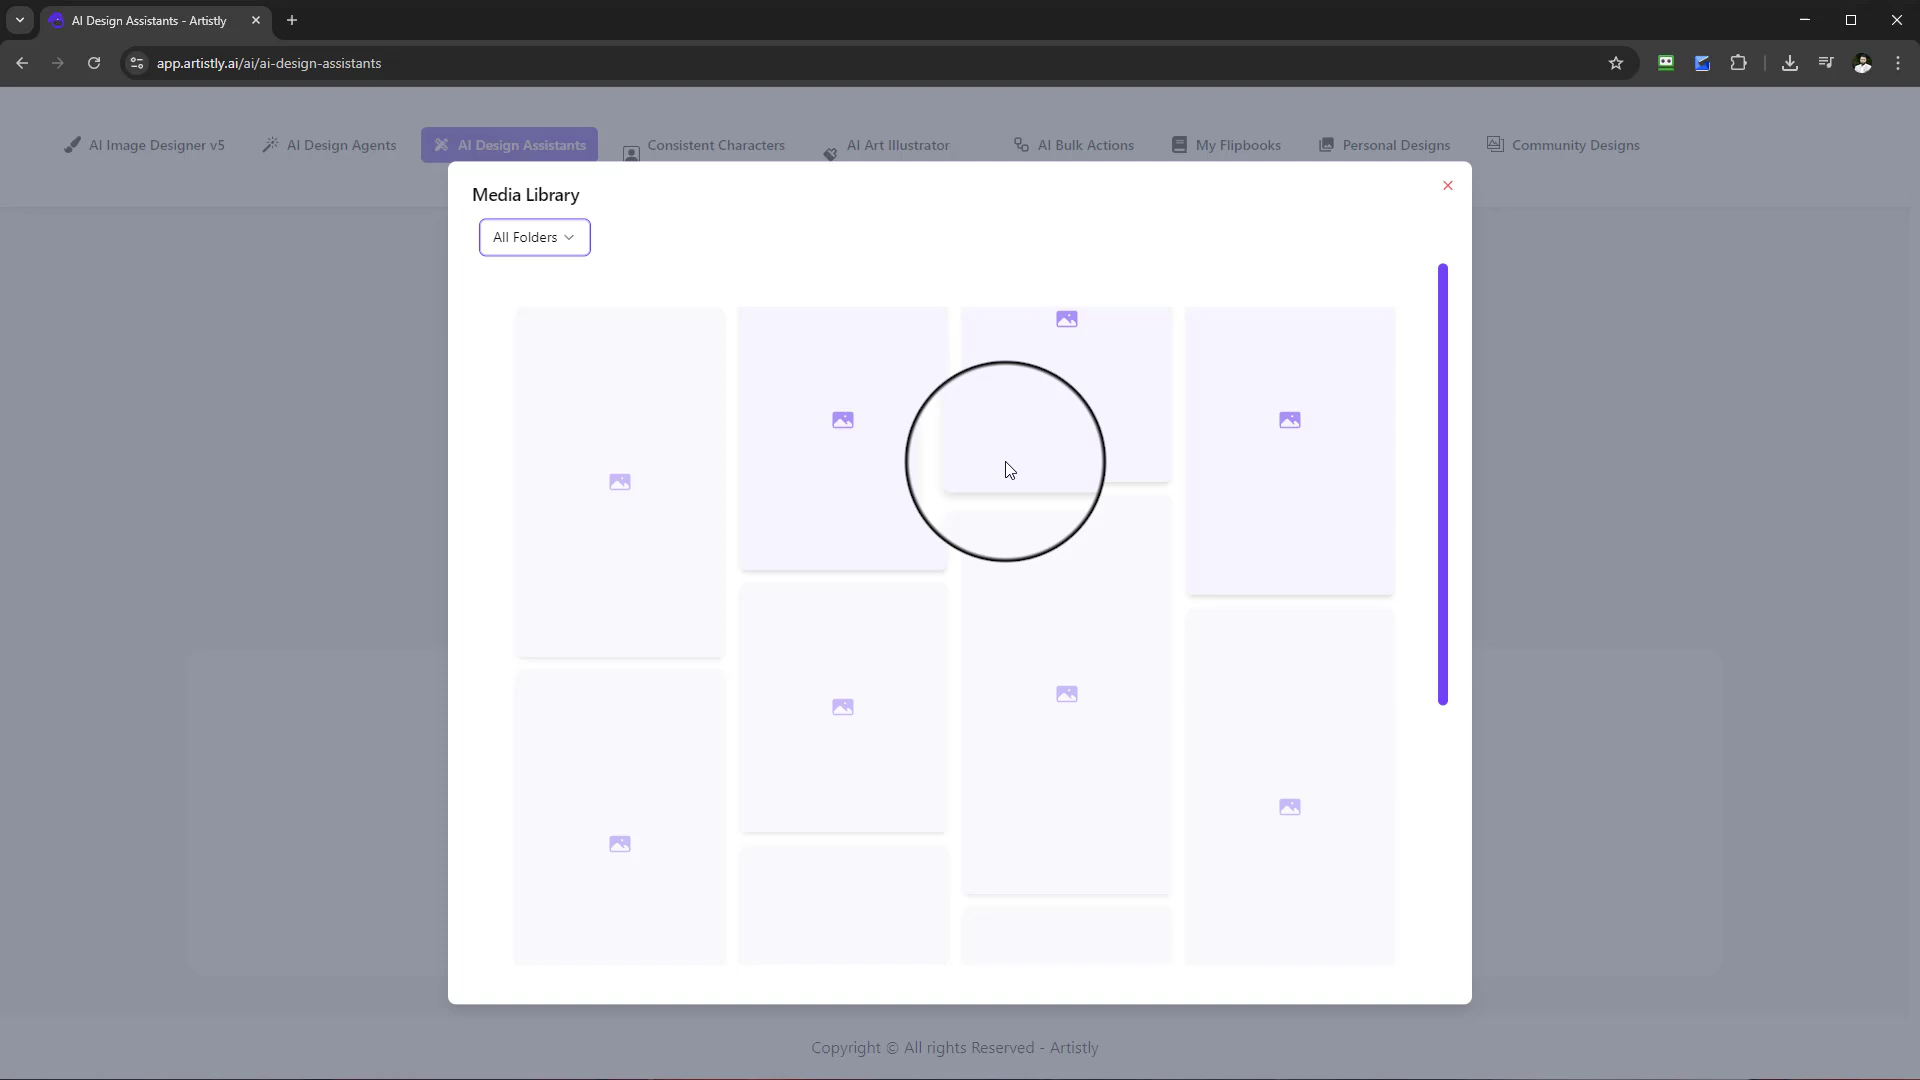 AI Design Assistants - Artistly
app.artistly.ai/ai/ai-design-assistants
AI Image Designer v5
AI Design Agents
AI Design Assistants
Consistent Characters
AI Art Illustrator
AI Bulk Actions
My Flipbooks
Personal Designs
Community Designs
Media Library
All Folders
Copyright © All rights Reserved - Artistly